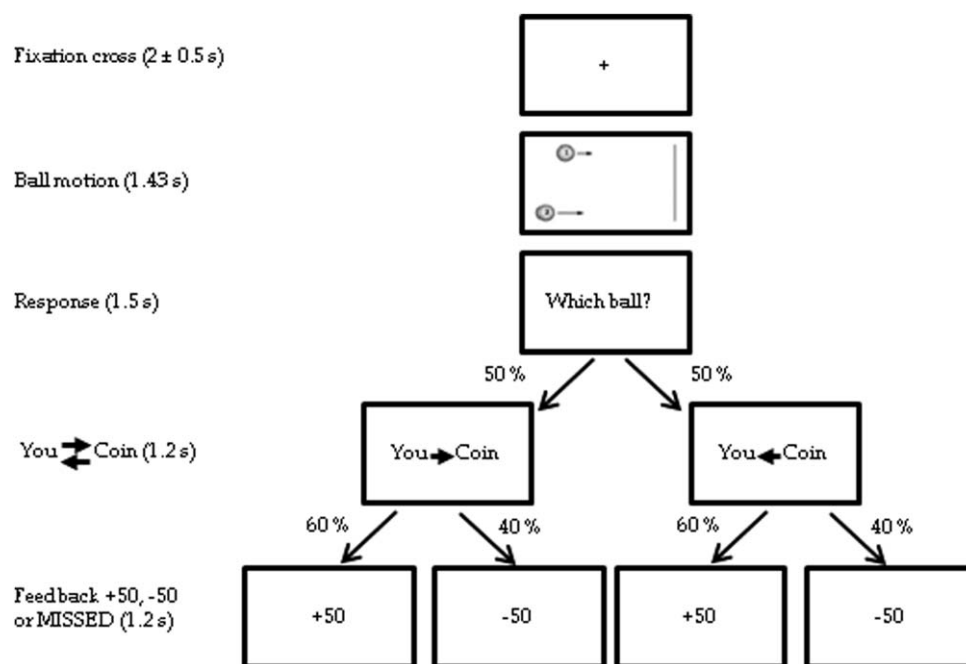 Fixation cross (2 ± 0.5 s)
+
Ball motion (1.43 s)
1
2
Response (1.5 s)
Which ball?
50 %
50 %
You Coin (1.2 s)
You Coin
You Coin
60 %
40 %
60 %
40 %
Feedback +50, -50
or MISSED (1.2 s)
+50
-50
+50
-50